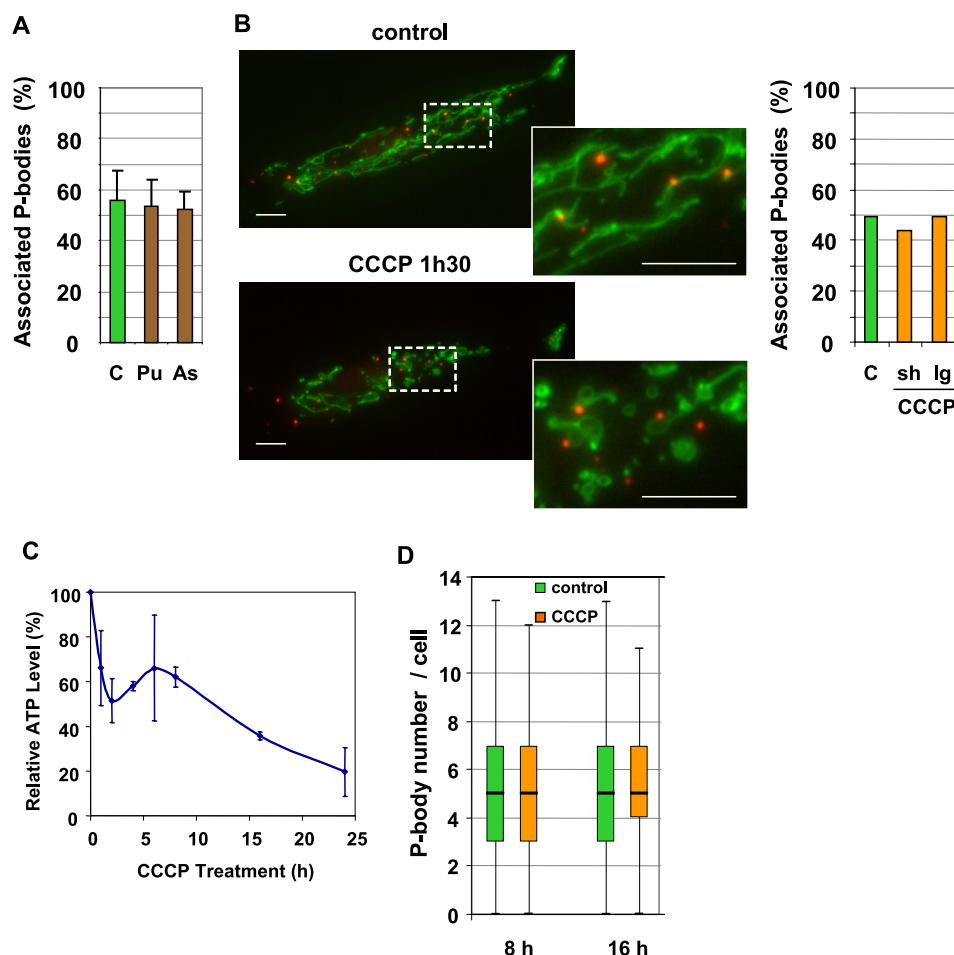 A
Associated P-bodies (%)
100
80
60
40
20
0
C Pu As
B
control
CCCP 1h30
Associated P-bodies (%)
100
80
60
40
20
0
C sh lg
CCCP
C
Relative ATP Level (%)
100
80
60
40
20
0
0 5 10 15 20 25
CCCP Treatment (h)
D
P-body number / cell
14
12
10
8
6
4
2
0
control
CCCP
8 h 16 h